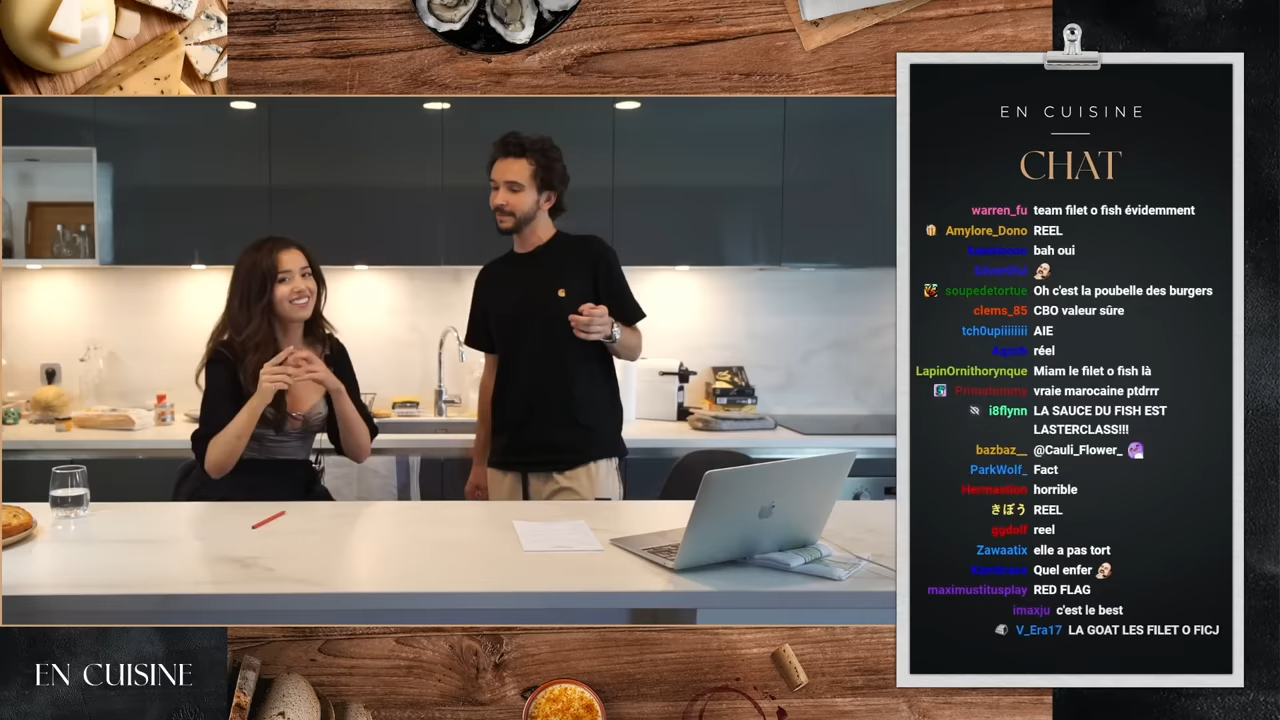 EN CUISINE
CHAT
warren_fu team filet o fish évidemment
Amylore_Dono REEL
bah oui
soupedetortue Oh c'est la poubelle des burgers
clems_85 CBO valeur sûre
tch0upiiiiiiii AIE
réel
LapinOrnithorynque Miam le filet o fish là
vraie marocaine ptdrrr
i8flynn LA SAUCE DU FISH EST
LASTERCLASS!!!
bazbaz__ @Cauli_Flower_
ParkWolf_ Fact
Hermastion horrible
きぼう REEL
ggdolf reel
Zawaatix elle a pas tort
Quel enfer
maximustitusplay RED FLAG
imaxju c'est le best
V_Era17 LA GOAT LES FILET O FICJ
EN CUISINE